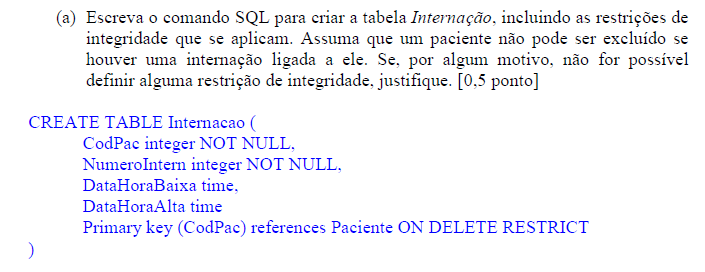 (a) Escreva o comando SQL para criar a tabela Internação, incluindo as restrições de
integridade que se aplicam. Assuma que um paciente não pode ser excluído se
houver uma internação ligada a ele. Se, por algum motivo, não for possível
definir alguma restrição de integridade, justifique. [0,5 ponto]
CREATE TABLE Internacao (
CodPac integer NOT NULL,
NumeroIntern integer NOT NULL,
DataHoraBaixa time,
DataHoraAlta time
Primary key (CodPac) references Paciente ON DELETE RESTRICT
)